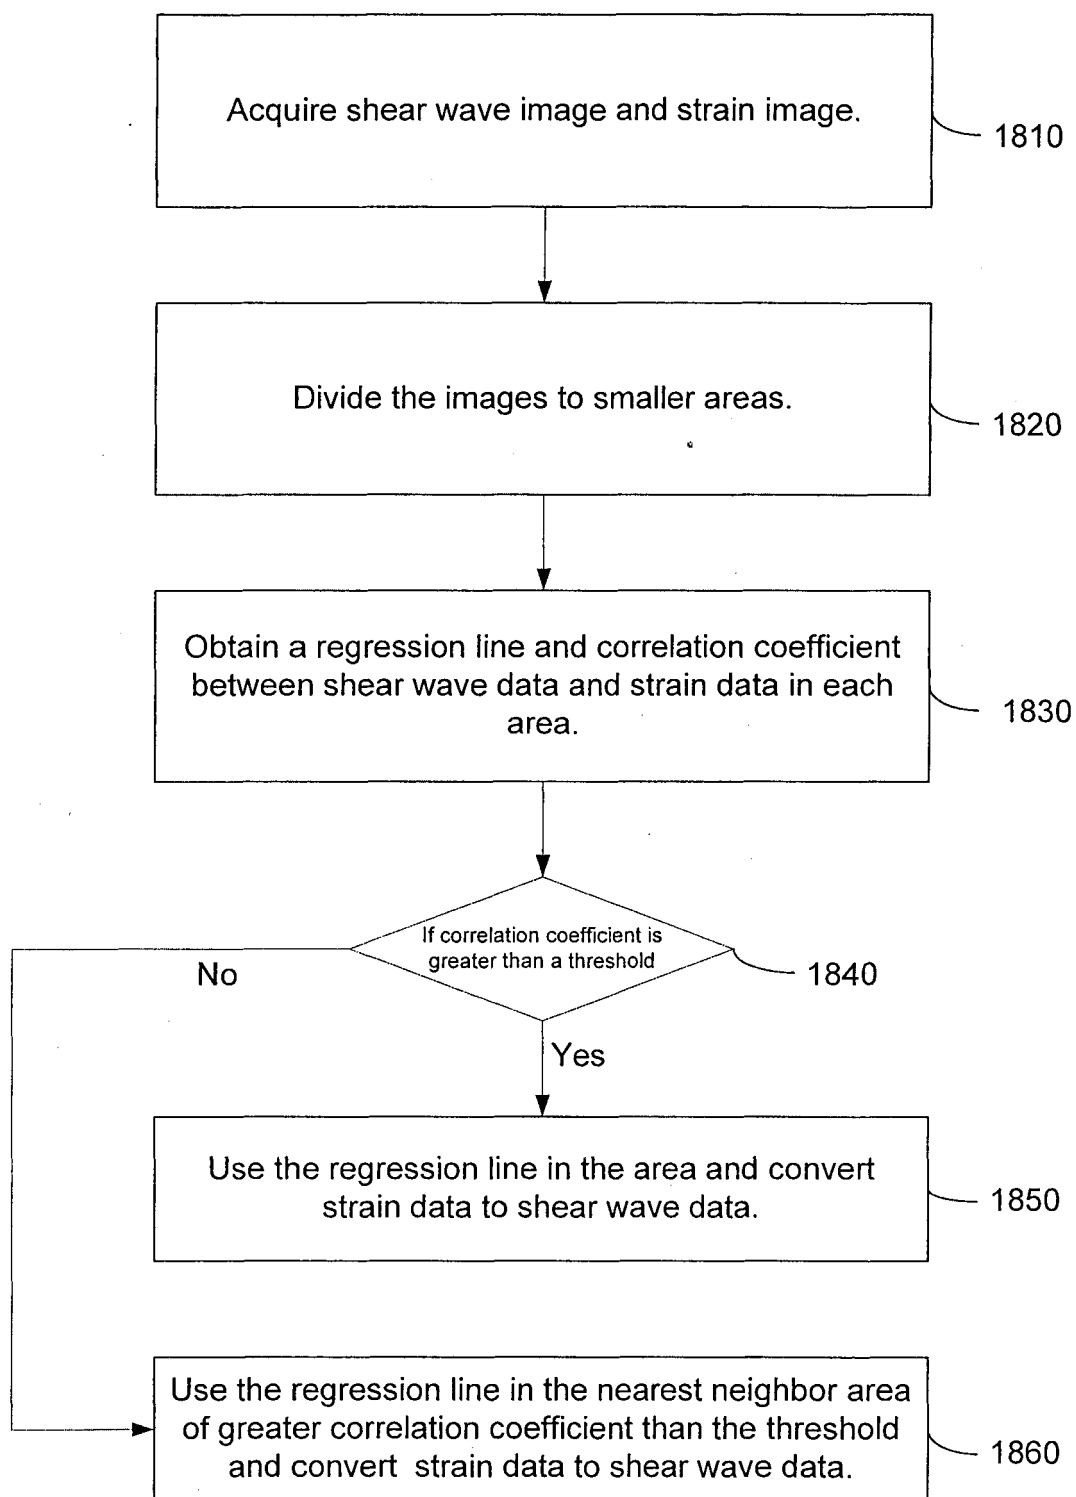 Acquire shear wave image and strain image.
1810
Divide the images to smaller areas.
1820
Obtain a regression line and correlation coefficient
between shear wave data and strain data in each
area.
1830
If correlation coefficient is
greater than a threshold
1840
No
Yes
Use the regression line in the area and convert
strain data to shear wave data.
1850
Use the regression line in the nearest neighbor area
of greater correlation coefficient than the threshold
and convert strain data to shear wave data.
1860